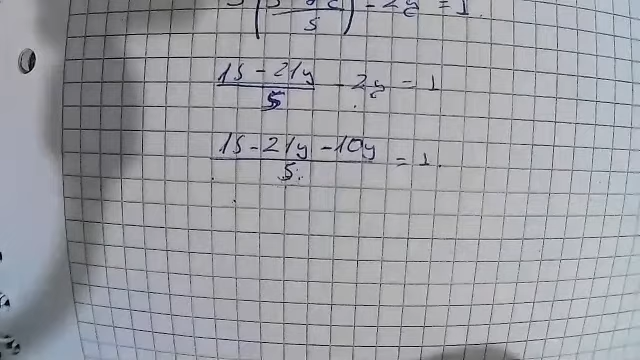 15 - 21y / 5 - 2y = 1
15 - 21y - 10y / 5 = 1